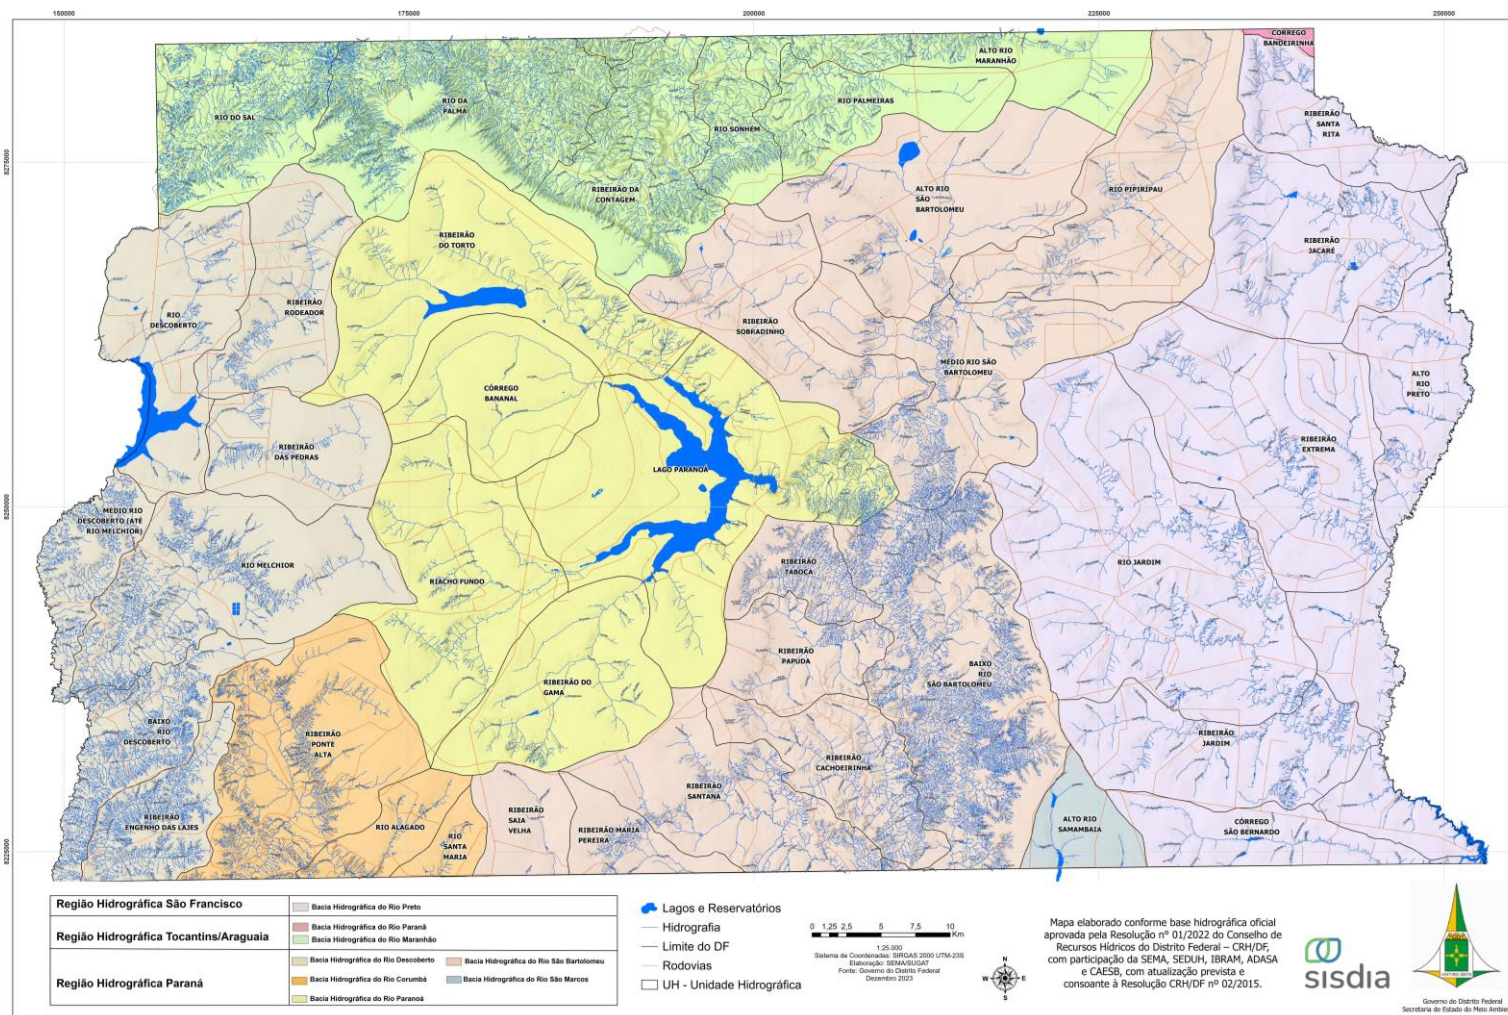 150000
175000
200000
225000
250000
8275000
8250000
8225000
CÓRREGO
BANDEIRINHA
ALTO RIO
MARANHÃO
RIO DA
PALMA
RIO DO SAL
RIO PALMEIRAS
RIO SONHEM
RIBEIRÃO
SANTA
RITA
RIBEIRÃO DA
CONTAGEM
ALTO RIO
SÃO
BARTOLOMEU
RIO PIPIRIPAU
RIBEIRÃO
DO TORTO
RIBEIRÃO
JACARÉ
RIO
DESCOBERTO
RIBEIRÃO
RODEADOR
RIBEIRÃO
SOBRADINHO
MÉDIO RIO SÃO
BARTOLOMEU
ALTO
RIO
PRETO
CÓRREGO
BANANAL
RIBEIRÃO
DAS PEDRAS
RIBEIRÃO
EXTREMA
LAGO PARANOÁ
MÉDIO RIO
DESCOBERTO (ATÉ
RIO MELCHIOR)
RIO MELCHIOR
RIACHO FUNDO
RIBEIRÃO
TABOCA
RIO JARDIM
RIBEIRÃO
PAPUDA
BAIXO
RIO
SÃO BARTOLOMEU
RIBEIRÃO DO
GAMA
BAIXO
RIO
DESCOBERTO
RIBEIRÃO
PONTE
ALTA
RIBEIRÃO
JARDIM
RIBEIRÃO
CACHOEIRINHA
RIBEIRÃO
SANTANA
RIBEIRÃO
ENGENHO DAS LAJES
RIO ALAGADO
RIO
SANTA
MARIA
RIBEIRÃO
SAIA
VELHA
RIBEIRÃO MARIA
PEREIRA
ALTO RIO
SAMAMBAIA
CÓRREGO
SÃO BERNARDO
Região Hidrográfica São Francisco
Bacia Hidrográfica do Rio Preto
Região Hidrográfica Tocantins/Araguaia
Bacia Hidrográfica do Rio Paranã
Bacia Hidrográfica do Rio Maranhão
Região Hidrográfica Paraná
Bacia Hidrográfica do Rio Descoberto
Bacia Hidrográfica do Rio São Bartolomeu
Bacia Hidrográfica do Rio Corumbá
Bacia Hidrográfica do Rio São Marcos
Bacia Hidrográfica do Rio Paranoá
Lagos e Reservatórios
Hidrografia
Limite do DF
Rodovias
UH - Unidade Hidrográfica
0 1,25 2,5 5 7,5 10
Km
1:25.000
Sistema de Coordenadas: SIRGAS 2000 UTM-23S
Elaboração: SEMA/SUGAT
Fonte: Governo do Distrito Federal
Dezembro 2023
N
W E
S
Mapa elaborado conforme base hidrográfica oficial
aprovada pela Resolução nº 01/2022 do Conselho de
Recursos Hídricos do Distrito Federal – CRH/DF,
com participação da SEMA, SEDUH, IBRAM, ADASA
e CAESB, com atualização prevista e
consoante à Resolução CRH/DF nº 02/2015.
sisdia
Governo do Distrito Federal
Secretaria de Estado do Meio Ambie